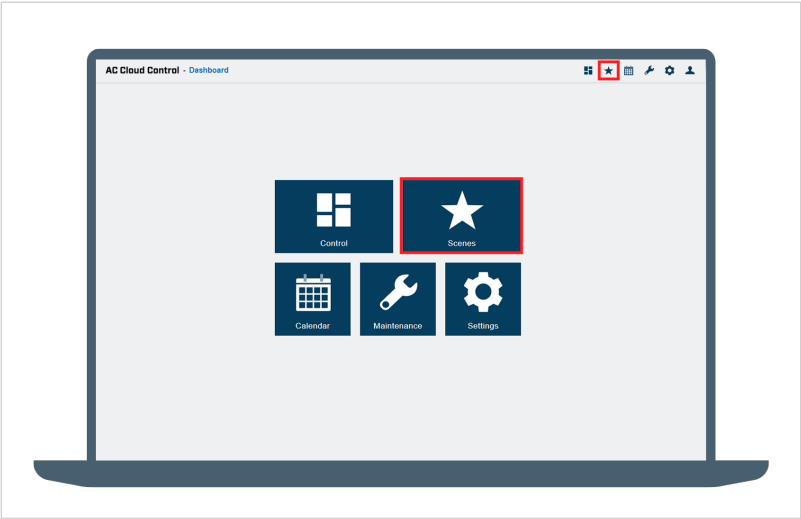 AC Cloud Control - Dashboard
Control
Scenes
Calendar
Maintenance
Settings